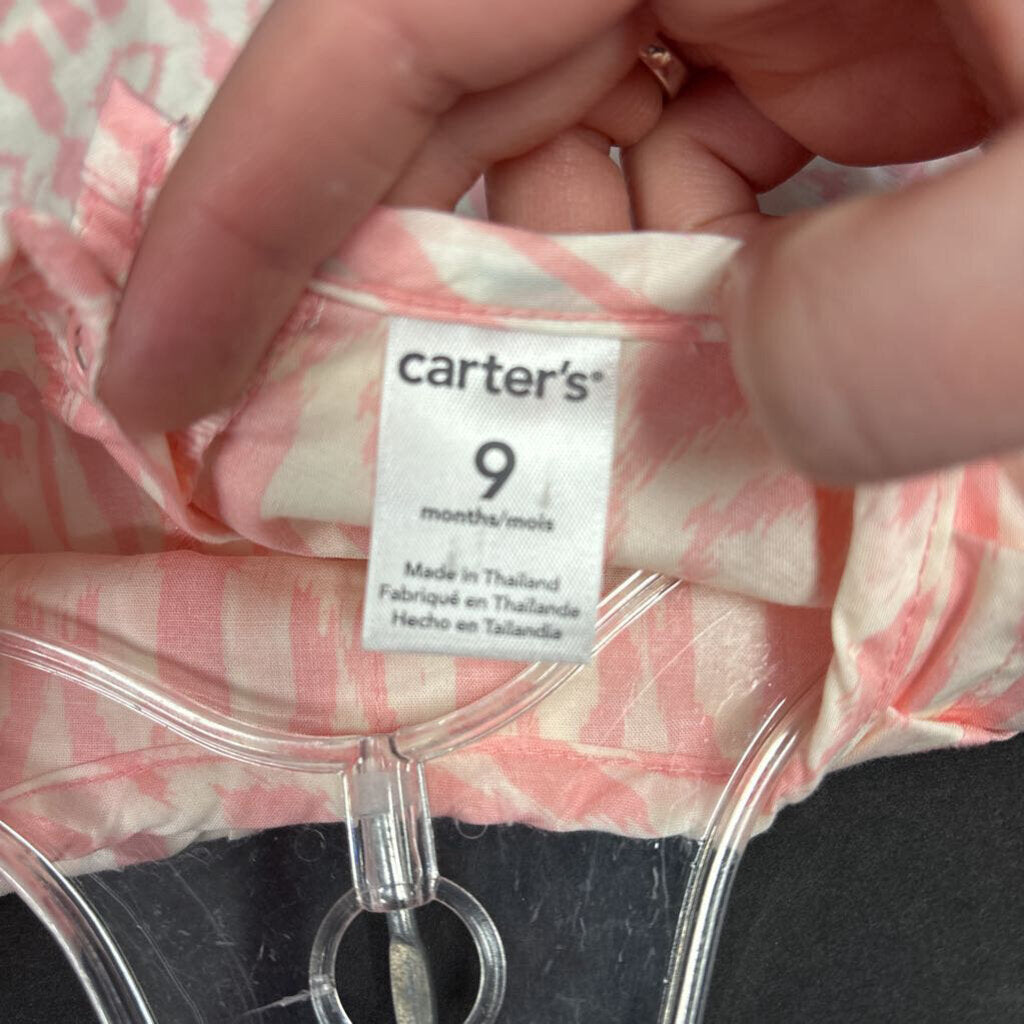 carter's®
9
months/mois
Made in Thailand
Fabriqué en Thaïlande
Hecho en Tailandia